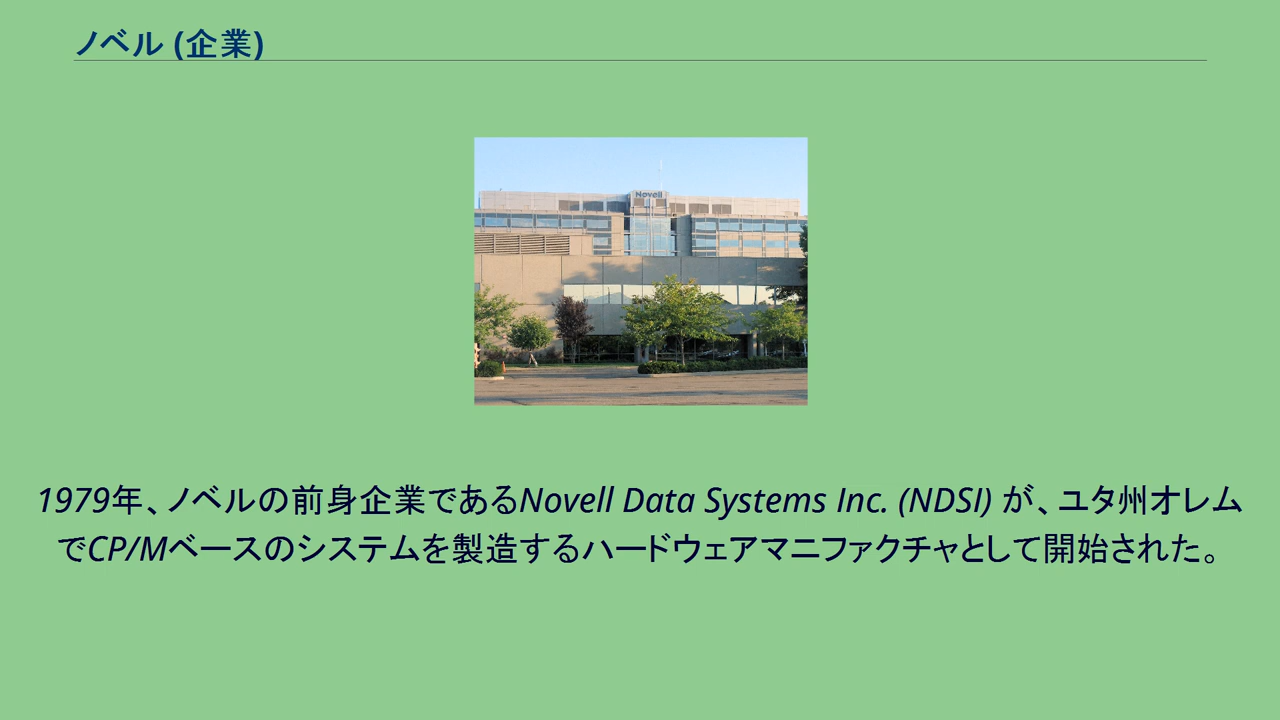 ノベル (企業)
Novell
1979年、ノベルの前身企業であるNovell Data Systems Inc. (NDSI) が、ユタ州オレム
でCP/Mベースのシステムを製造するハードウェアマニファクチャとして開始された。